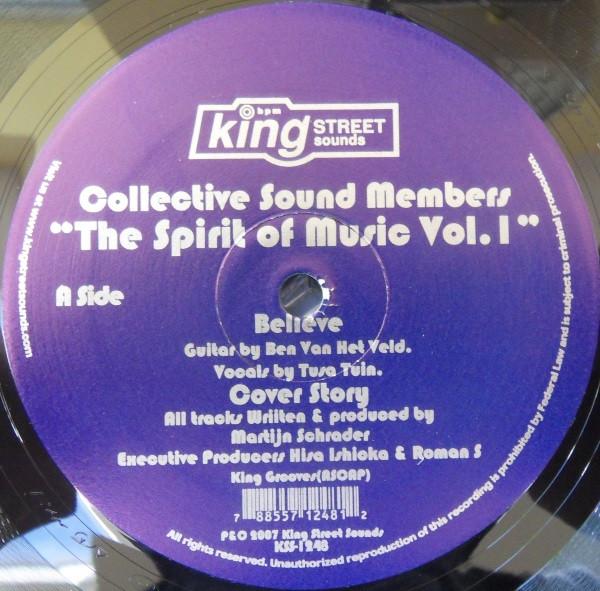 bpm
king STREET
sounds
Collective Sound Members
"The Spirit of Music Vol.1"
A Side
Believe
Guitar by Ben Van Het Veld.
Vocals by Tusa Tuin.
Cover Story
All tracks Wriiten & produced by
Martijn Schrader
Executive Producers Hisa Ishioka & Roman S
King Grooves(ASCAP)
7 88557 12481 2
P&C 2007 King Street Sounds
KSS-1248
Visit us at www.kingstreetsounds.com
All rights reserved. Unauthorized reproduction of this recording is prohibited by Federal Law and is subject to criminal prosecution.